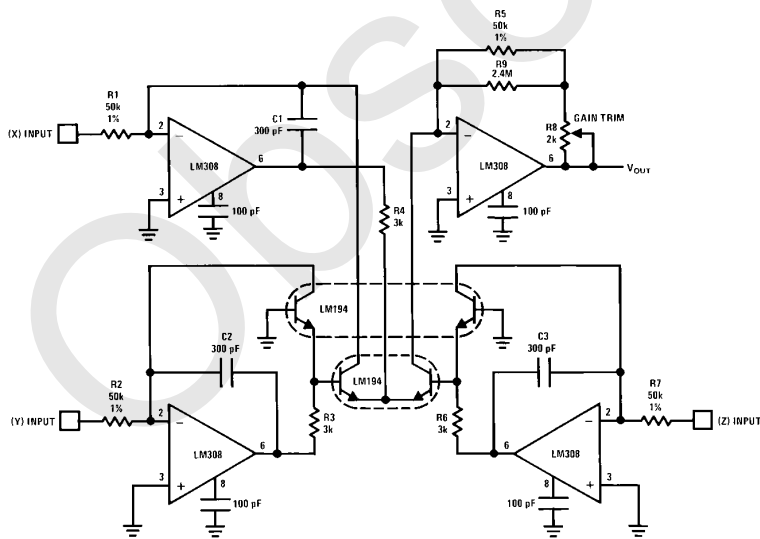 R5
50k
1%
R9
2.4M
R1
50k
1%
C1
300 pF
GAIN TRIM
R8
2k
(X) INPUT
2
−
LM308
6
3
+
8
100 pF
R4
3k
2
−
LM308
6
VOUT
3
+
8
100 pF
LM194
C2
300 pF
C3
300 pF
LM194
R2
50k
1%
R3
3k
R6
3k
R7
50k
1%
(Y) INPUT
2
−
LM308
6
3
+
8
100 pF
6
LM308
2
−
(Z) INPUT
8
+
3
100 pF
Obso